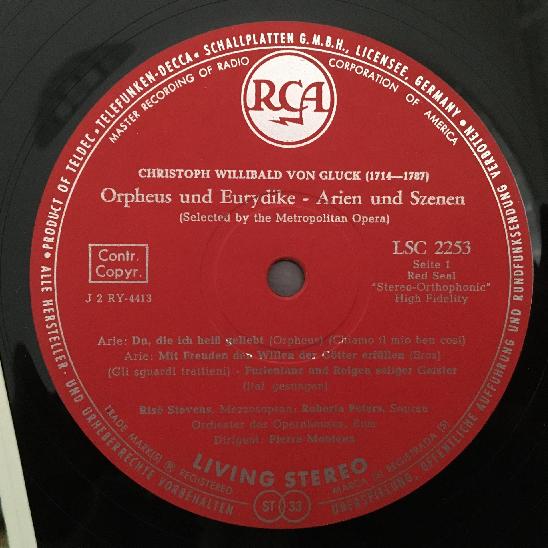 • PRODUCT OF TELDEC • TELEFUNKEN-DECCA • SCHALLPLATTEN G.M.B.H., LICENSEE, GERMANY •
MASTER RECORDING OF RADIO CORPORATION OF AMERICA
RCA
CHRISTOPH WILLIBALD VON GLUCK (1714—1787)
Orpheus und Eurydike - Arien und Szenen
(Selected by the Metropolitan Opera)
Contr.
Copyr.
J 2 RY-4413
LSC 2253
Seite 1
Red Seal
"Stereo-Orthophonic"
High Fidelity
Arie: Du, die ich heiß geliebt (Orpheus) (Chiamo il mio ben così)
Arie: Mit Freuden den Willen der Götter erfüllen (Eros)
(Gli sguardi trattieni) - Furientanz und Reigen seliger Geister
(ital. gesungen)
Risë Stevens, Mezzosopran; Roberta Peters, Sopran
Orchester des Opernhauses, Rom
Dirigent: Pierre Monteux
TRADE MARK(S) ® REGISTERED
MARCA (S) REGISTRADA (S)
LIVING STEREO
ST 33
• ALLE HERSTELLER- UND URHEBERRECHTE VORBEHALTEN
ÜBERSPIELUNG, ÖFFENTLICHE AUFFÜHRUNG UND RUNDFUNKSENDUNG VERBOTEN